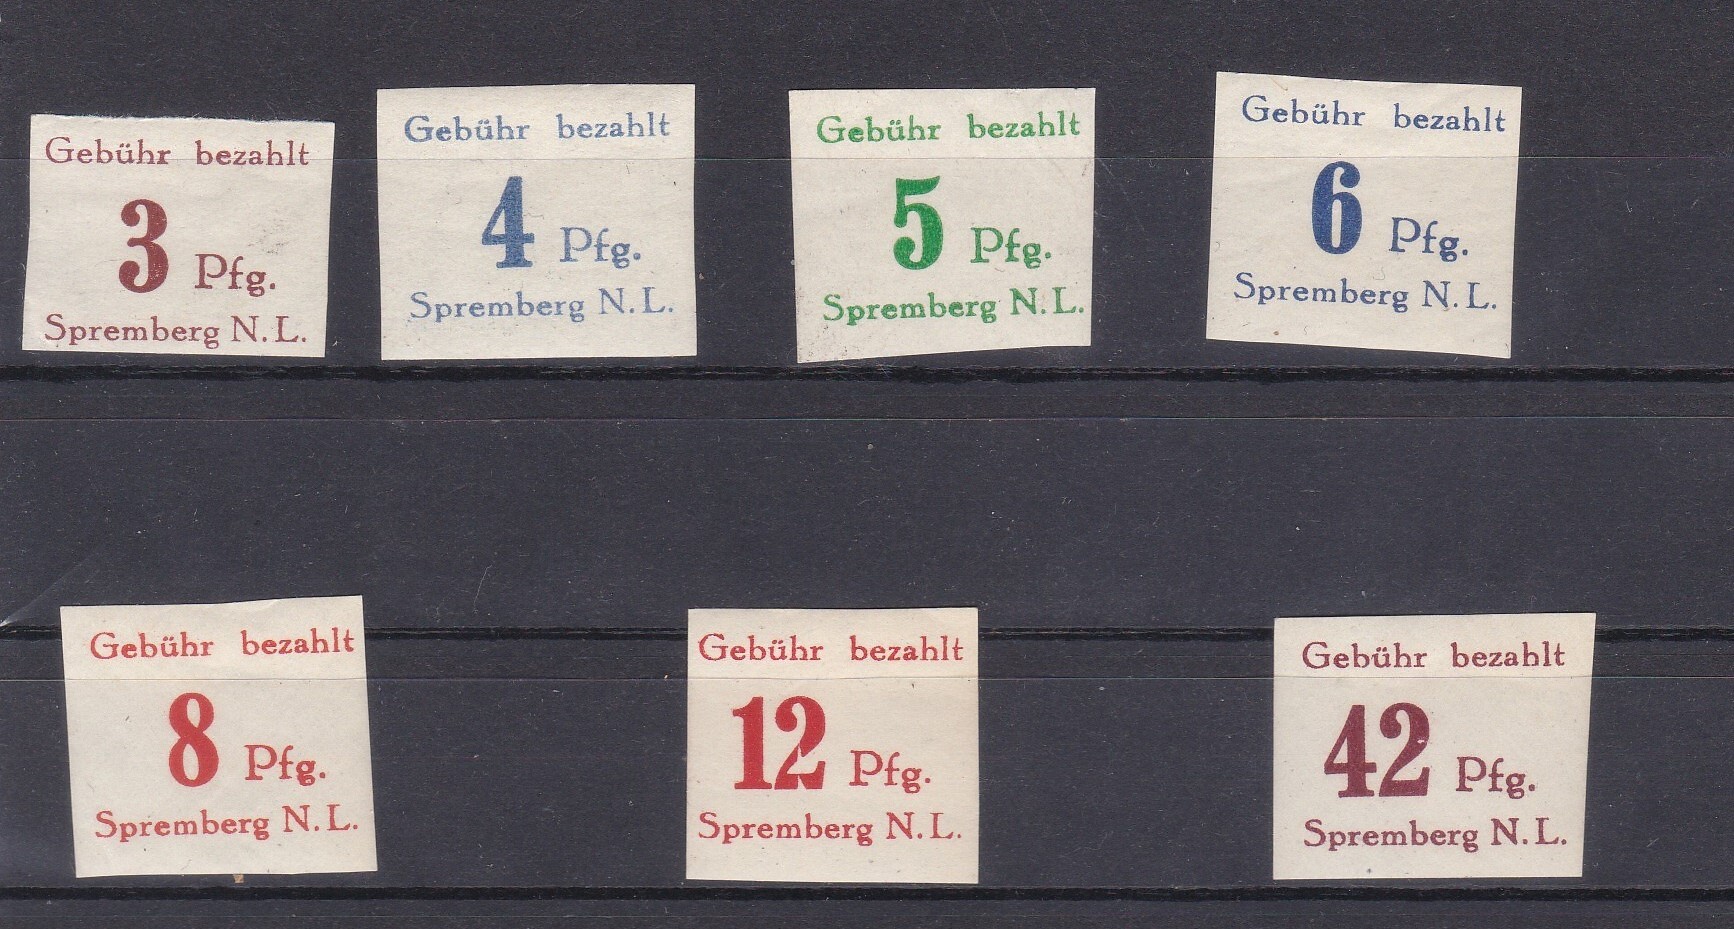 Gebühr bezahlt
3 Pfg.
Spremberg N. L.
Gebühr bezahlt
4 Pfg.
Spremberg N. L.
Gebühr bezahlt
5 Pfg.
Spremberg N. L.
Gebühr bezahlt
6 Pfg.
Spremberg N. L.
Gebühr bezahlt
8 Pfg.
Spremberg N. L.
Gebühr bezahlt
12 Pfg.
Spremberg N. L.
Gebühr bezahlt
42 Pfg.
Spremberg N. L.